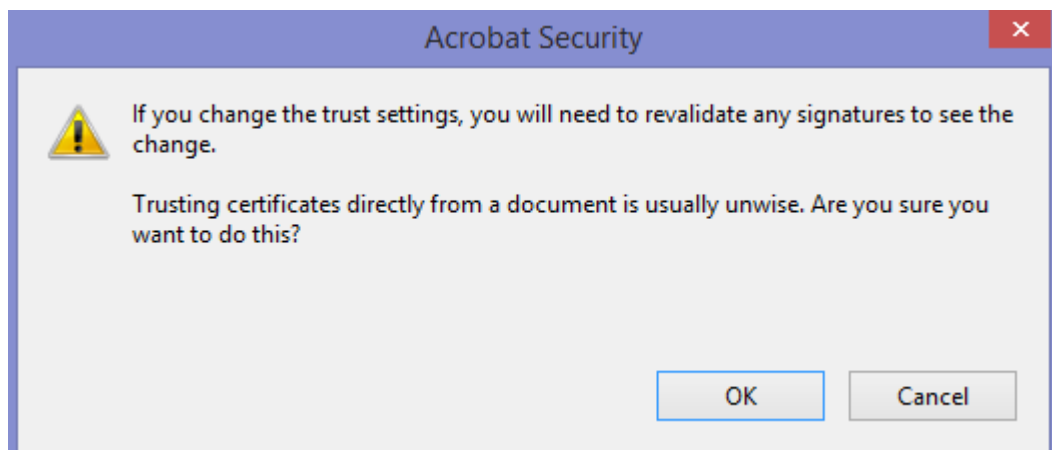 Acrobat Security
If you change the trust settings, you will need to revalidate any signatures to see the
change.
Trusting certificates directly from a document is usually unwise. Are you sure you
want to do this?
OK
Cancel